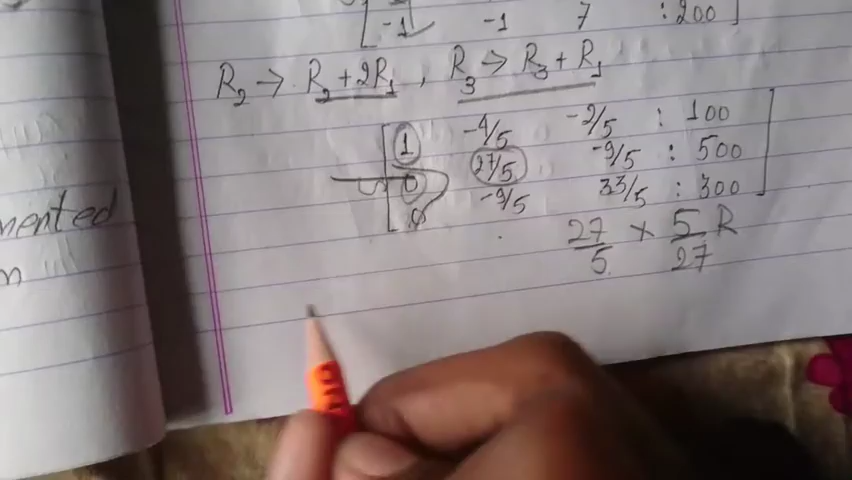 -1 -1 7 : 200
R₂ → R₂ + 2R₁ , R₃ → R₃ + R₁
1 -4/5 -2/5 : 100
0 27/5 -9/5 : 500
0 -9/5 33/5 : 300
27/5 × 5/27 R
mented
n